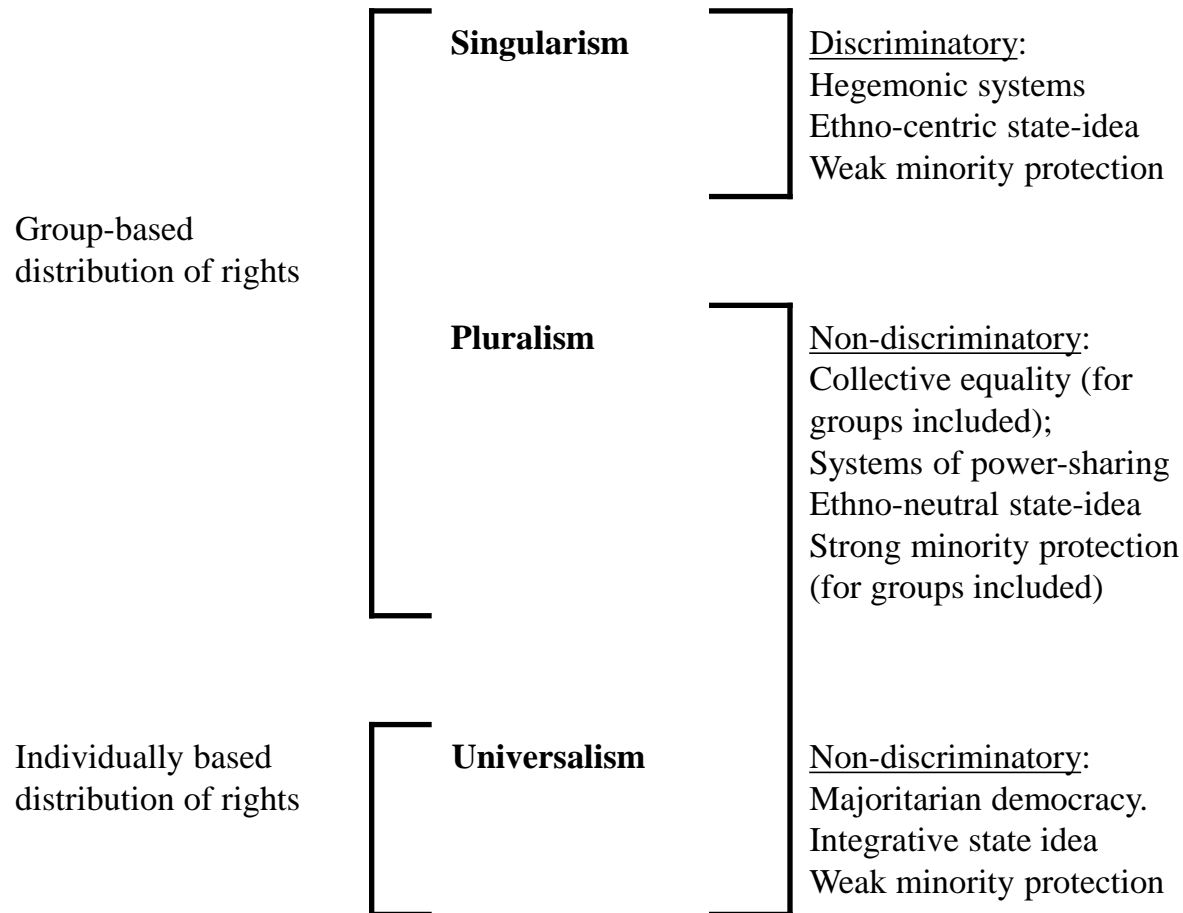 Singularism
Discriminatory:
Hegemonic systems
Ethno-centric state-idea
Weak minority protection
Group-based
distribution of rights
Pluralism
Non-discriminatory:
Collective equality (for
groups included);
Systems of power-sharing
Ethno-neutral state-idea
Strong minority protection
(for groups included)
Individually based
distribution of rights
Universalism
Non-discriminatory:
Majoritarian democracy.
Integrative state idea
Weak minority protection